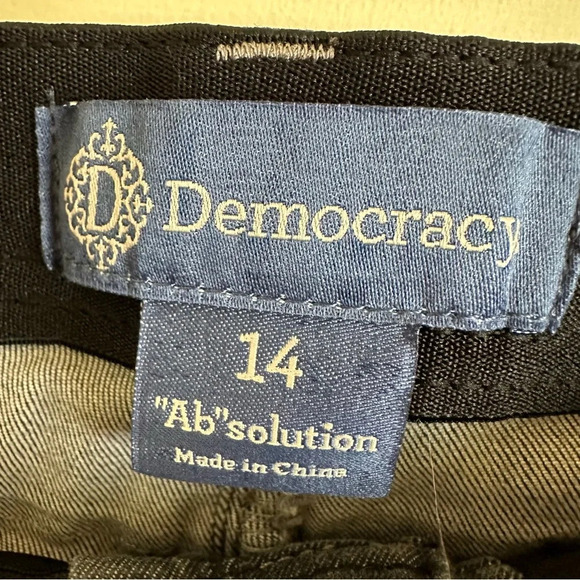 D Democracy
14
"Ab"solution
Made in China